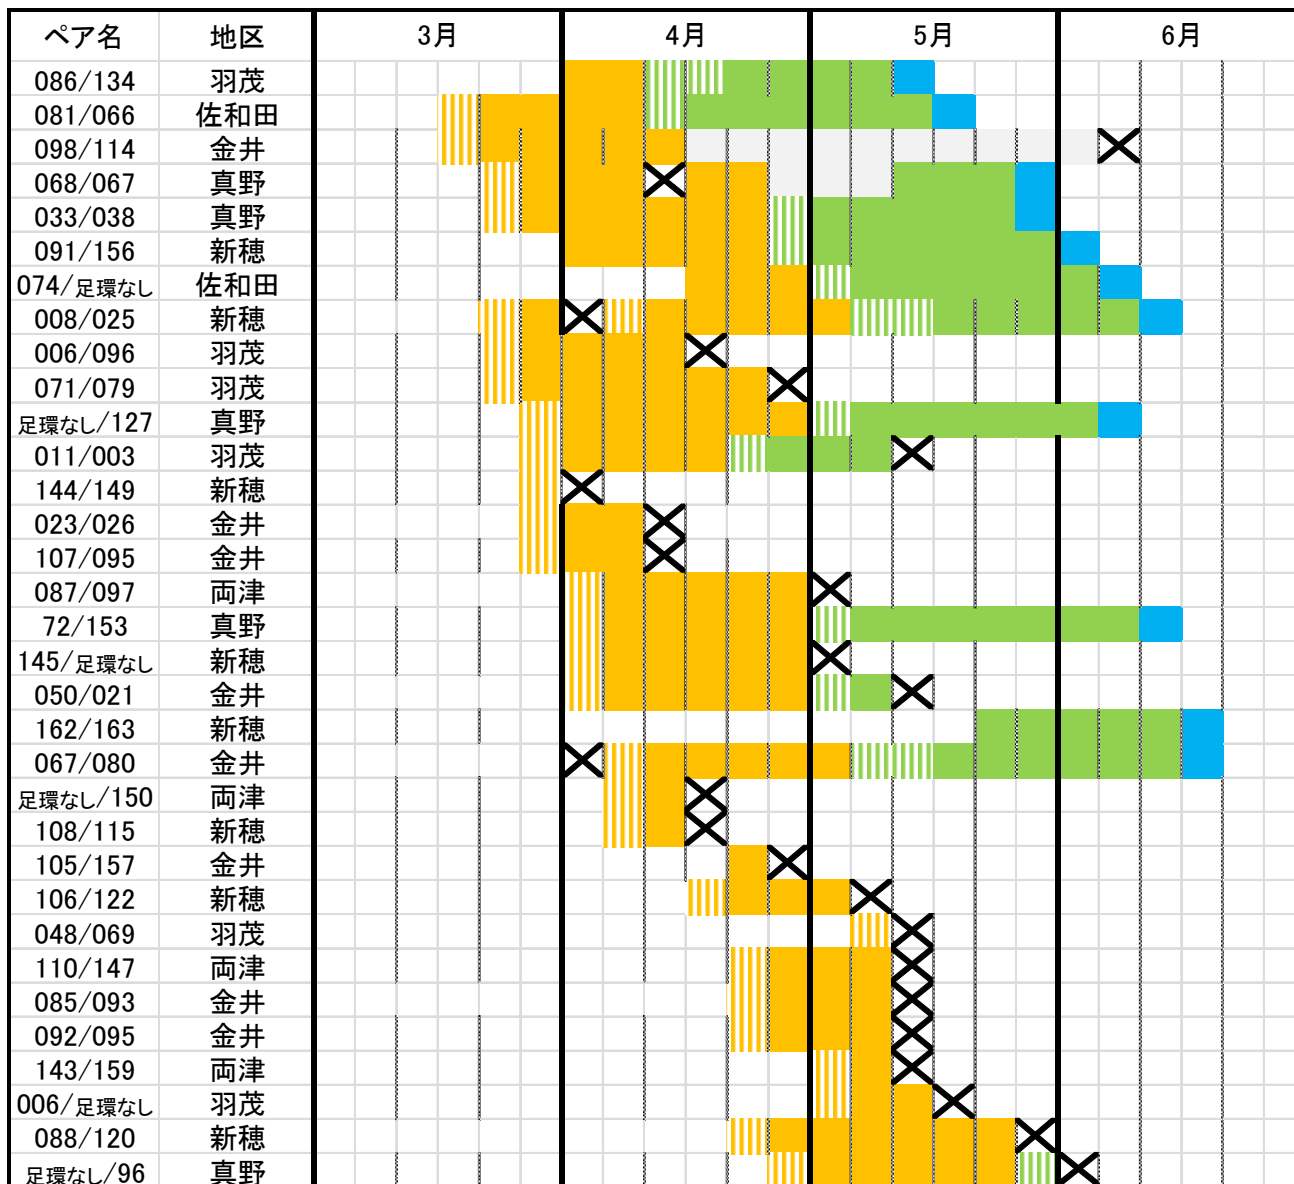 ペア名 地区 3月 4月 5月 6月
086/134 羽茂
081/066 佐和田
098/114 金井
068/067 真野
033/038 真野
091/156 新穂
074/足環なし 佐和田
008/025 新穂
006/096 羽茂
071/079 羽茂
足環なし/127 真野
011/003 羽茂
144/149 新穂
023/026 金井
107/095 金井
087/097 両津
72/153 真野
145/足環なし 新穂
050/021 金井
162/163 新穂
067/080 金井
足環なし/150 両津
108/115 新穂
105/157 金井
106/122 新穂
048/069 羽茂
110/147 両津
085/093 金井
092/095 金井
143/159 両津
006/足環なし 羽茂
088/120 新穂
足環なし/96 真野